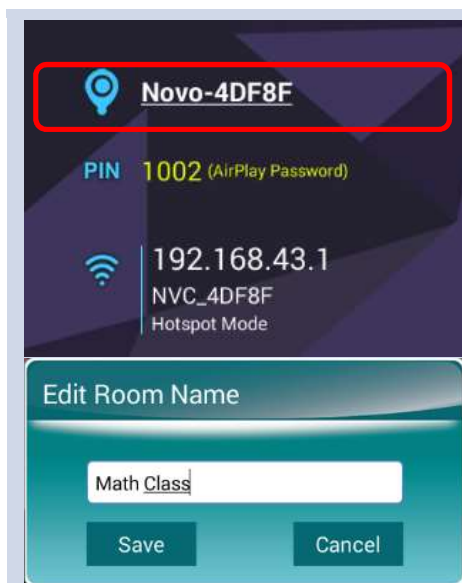 Novo-4DF8F
PIN 1002 (AirPlay Password)
192.168.43.1
NVC_4DF8F
Hotspot Mode
Edit Room Name
Math Class
Save Cancel